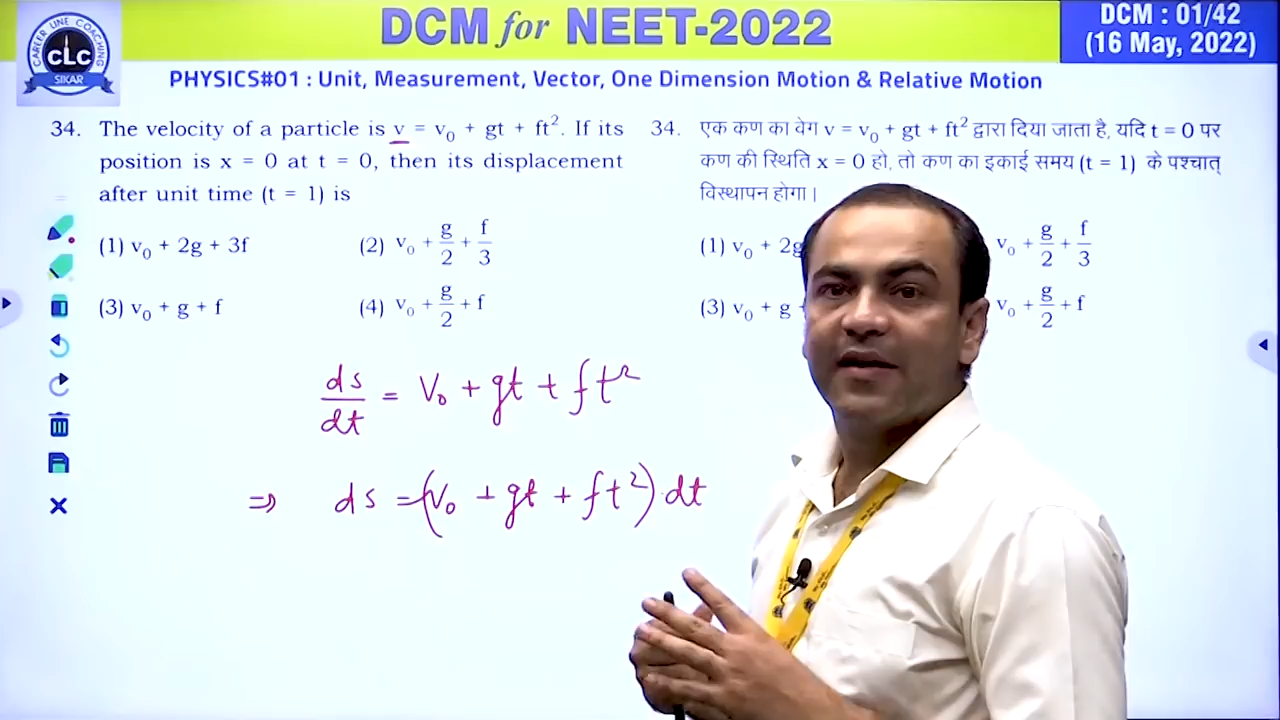 CAREER LINE COACHING
CLC
SIKAR
DCM for NEET-2022
DCM : 01/42
(16 May, 2022)
PHYSICS#01 : Unit, Measurement, Vector, One Dimension Motion & Relative Motion
34. The velocity of a particle is v = v₀ + gt + ft². If its
position is x = 0 at t = 0, then its displacement
after unit time (t = 1) is
(1) v₀ + 2g + 3f
(2) v₀ + g/2 + f/3
(3) v₀ + g + f
(4) v₀ + g/2 + f
34. एक कण का वेग v = v₀ + gt + ft² द्वारा दिया जाता है, यदि t = 0 पर
कण की स्थिति x = 0 हो, तो कण का इकाई समय (t = 1) के पश्चात्
विस्थापन होगा।
(1) v₀ + 2g
v₀ + g/2 + f/3
(3) v₀ + g +
v₀ + g/2 + f
ds/dt = V₀ + gt + ft²
⇒ ds = (V₀ + gt + ft²).dt